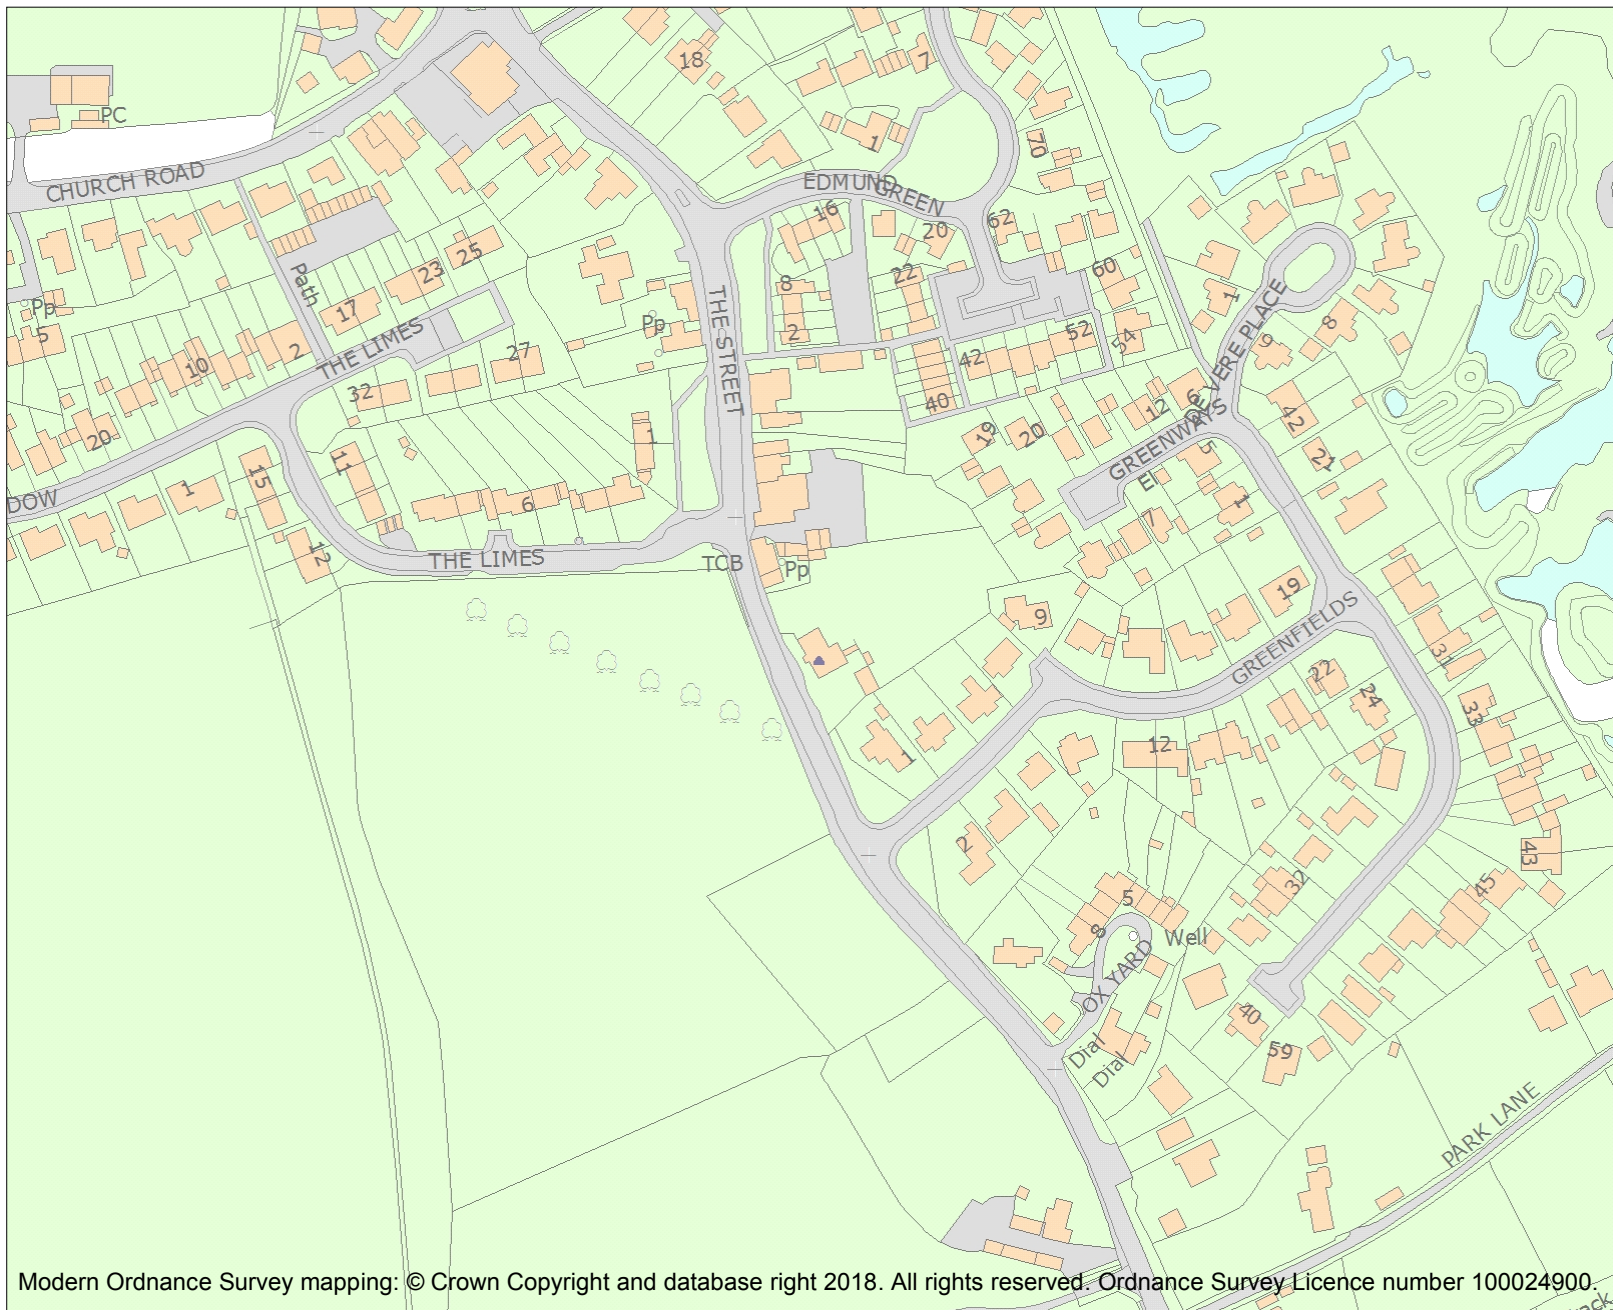 18
7
PC
1
70
CHURCH ROAD
EDMUND
GREEN
16
62
20
25
23
Path
60
22
8
1
Pp
17
THE STREET
Pp
5
THE LIMES
2
52
54
8
9
DE VERE PLACE
2
27
42
10
32
40
6
12
42
GREENWAYS
20
1
19
20
5
21
11
15
El
1
DOW
1
6
7
THE LIMES
12
TCB
Pp
19
GREENFIELDS
9
31
22
24
33
1
12
2
43
32
45
5
8
Well
OX YARD
40
Dial
Dial
59
PARK LANE
Modern Ordnance Survey mapping: © Crown Copyright and database right 2018. All rights reserved. Ordnance Survey Licence number 100024900.